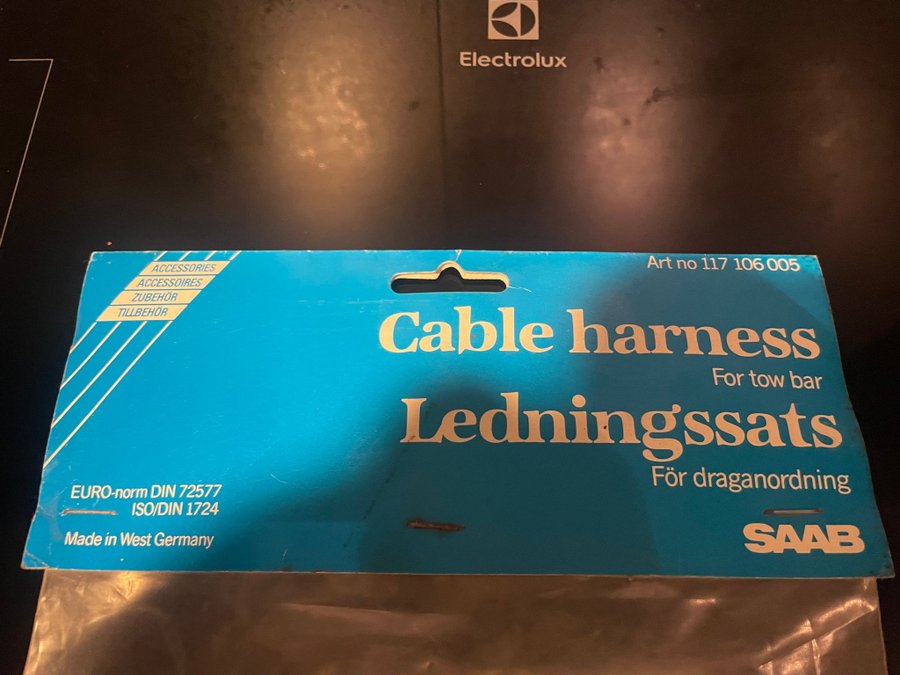 Electrolux
ACCESSORIES
ACCESSOIRES
ZUBEHÖR
TILLBEHÖR
Art no 117 106 005
Cable harness
For tow bar
Ledningssats
För draganordning
EURO-norm DIN 72577
ISO/DIN 1724
Made in West Germany
SAAB